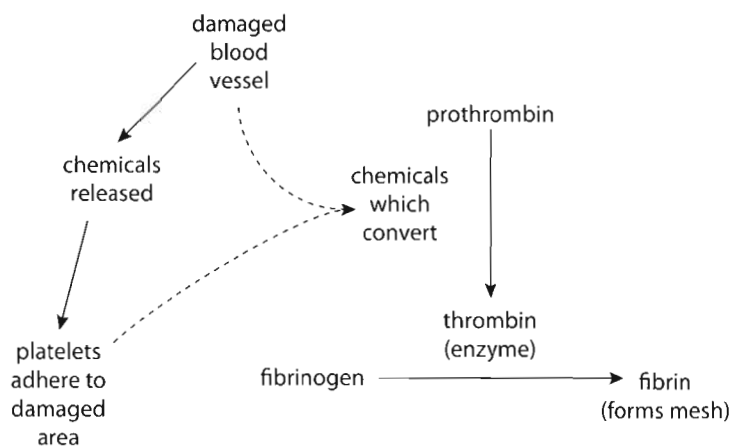 damaged
blood
vessel
prothrombin
chemicals
released
chemicals
which
convert
thrombin
(enzyme)
platelets
adhere to
damaged
area
fibrinogen
fibrin
(forms mesh)